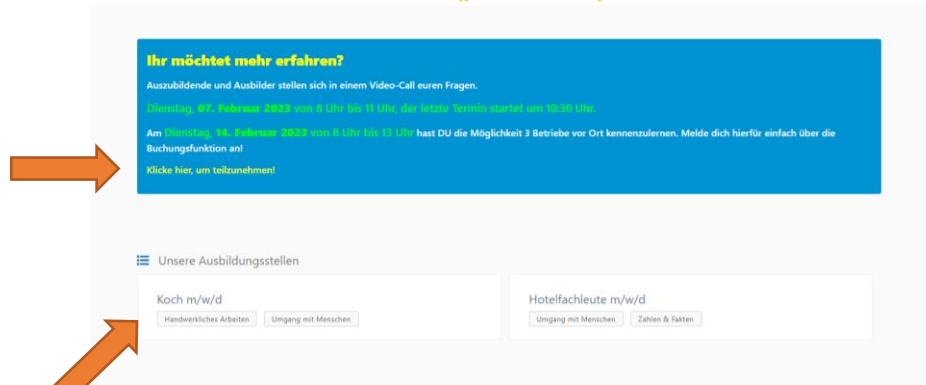 Ihr möchtet mehr erfahren?
Auszubildende und Ausbilder stellen sich in einem Video-Call euren Fragen.
Dienstag, 07. Februar 2023 von 8 Uhr bis 11 Uhr, der letzte Termin startet um 10:30 Uhr.
Am Dienstag, 14. Februar 2023 von 8 Uhr bis 13 Uhr hast DU die Möglichkeit 3 Betriebe vor Ort kennenzulernen. Melde dich hierfür einfach über die
Buchungsfunktion an!
Klicke hier, um teilzunehmen!
Unsere Ausbildungsstellen
Koch m/w/d
Handwerkliches Arbeiten Umgang mit Menschen
Hotelfachleute m/w/d
Umgang mit Menschen Zahlen & Fakten